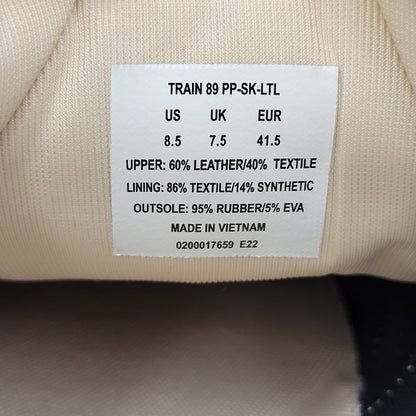 TRAIN 89 PP-SK-LTL
US UK EUR
8.5 7.5 41.5
UPPER: 60% LEATHER/40% TEXTILE
LINING: 86% TEXTILE/14% SYNTHETIC
OUTSOLE: 95% RUBBER/5% EVA
MADE IN VIETNAM
0200017659 E22